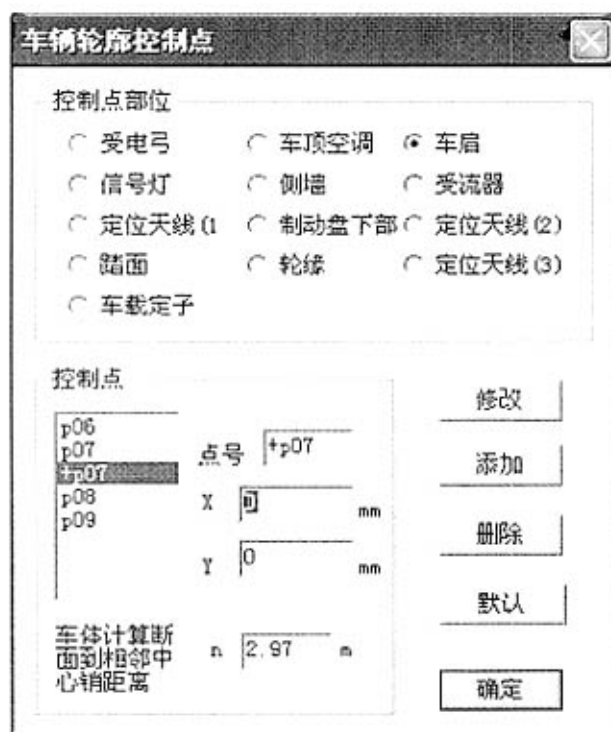 车辆轮廓控制点
控制点部位
受电弓 车顶空调 车肩
信号灯 侧墙 受流器
定位天线(1 制动盘下部 定位天线(2)
踏面 轮缘 定位天线(3)
车载定子
控制点
修改
p06
p07
点号 +p07
+p07
添加
p08
X 0 mm
p09
删除
Y 0 mm
默认
车体计算断
面到相邻中
心销距离
n 2.97 m
确定